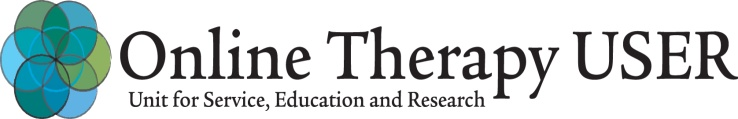 Online Therapy USER
Unit for Service, Education and Research